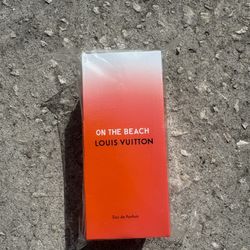 ON THE BEACH
LOUIS VUITTON
Eau de Parfum